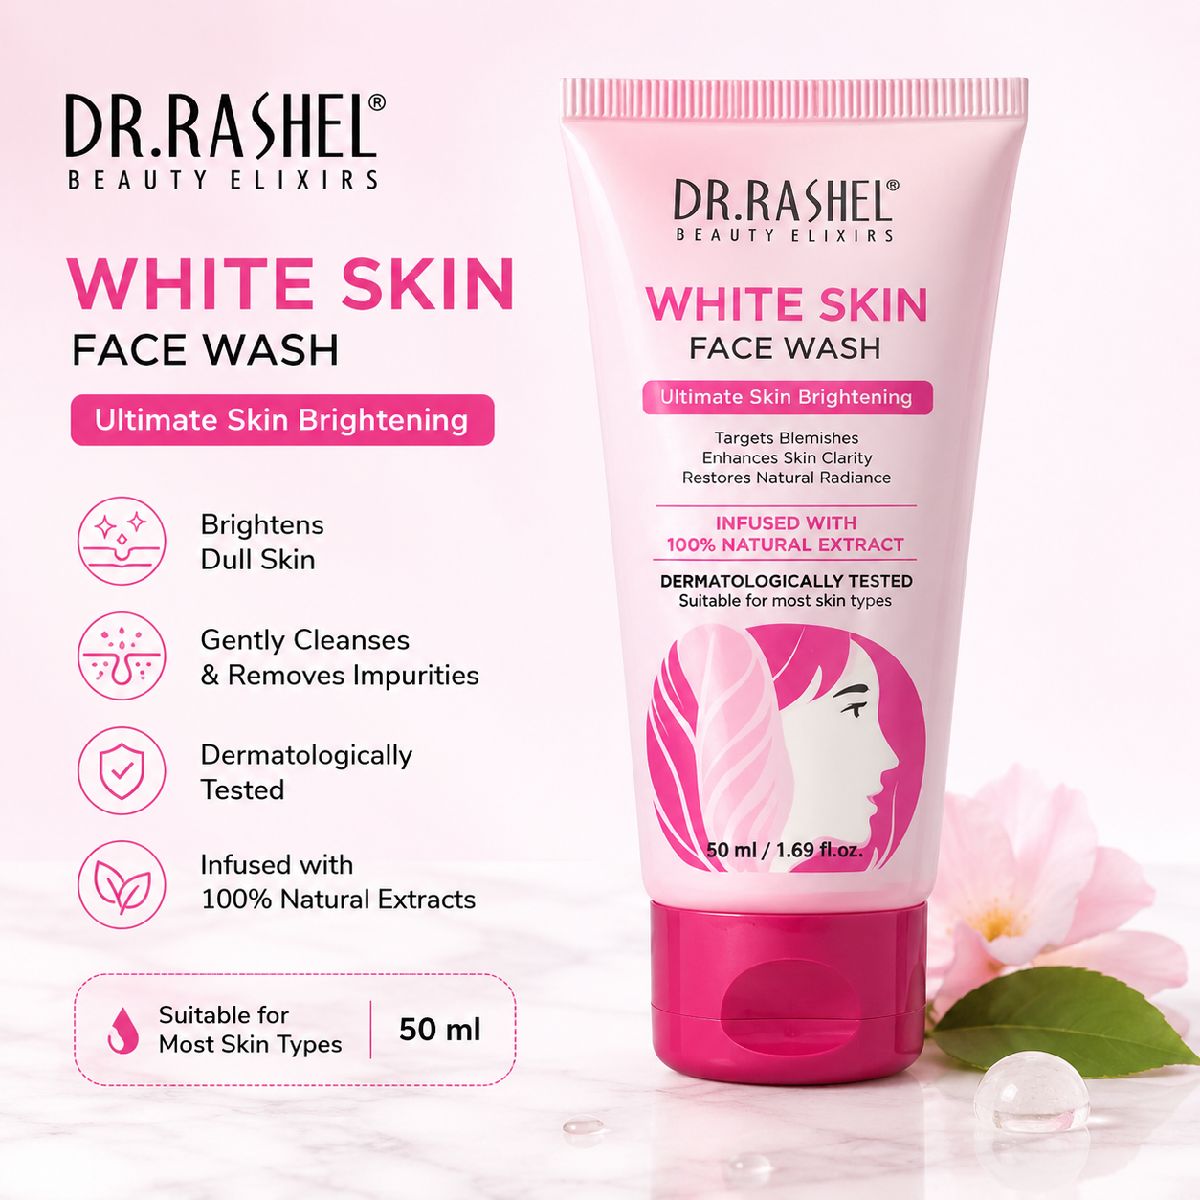 DR.RASHEL®
BEAUTY ELIXIRS
WHITE SKIN
FACE WASH
Ultimate Skin Brightening
Brightens
Dull Skin
Gently Cleanses
& Removes Impurities
Dermatologically
Tested
Infused with
100% Natural Extracts
Suitable for
Most Skin Types
50 ml
DR.RASHEL®
BEAUTY ELIXIRS
WHITE SKIN
FACE WASH
Ultimate Skin Brightening
Targets Blemishes
Enhances Skin Clarity
Restores Natural Radiance
INFUSED WITH
100% NATURAL EXTRACT
DERMATOLOGICALLY TESTED
Suitable for most skin types
50 ml / 1.69 fl.oz.